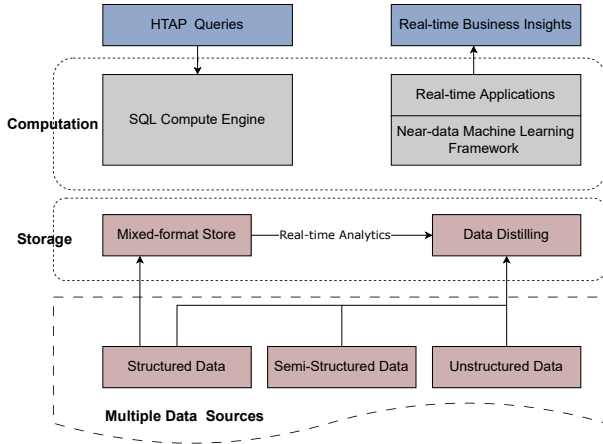 HTAP Queries
Real-time Business Insights
Computation
SQL Compute Engine
Real-time Applications
Near-data Machine Learning
Framework
Storage
Mixed-format Store
Real-time Analytics
Data Distilling
Structured Data
Semi-Structured Data
Unstructured Data
Multiple Data Sources